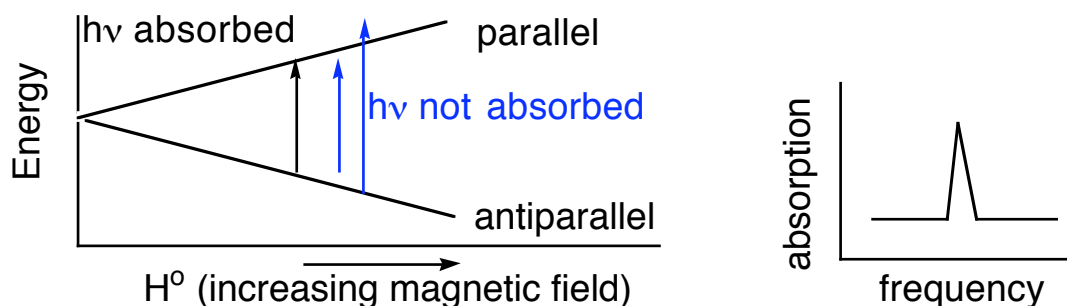 hν absorbed
parallel
hν not absorbed
Energy
antiparallel
Hᵒ (increasing magnetic field)
absorption
frequency